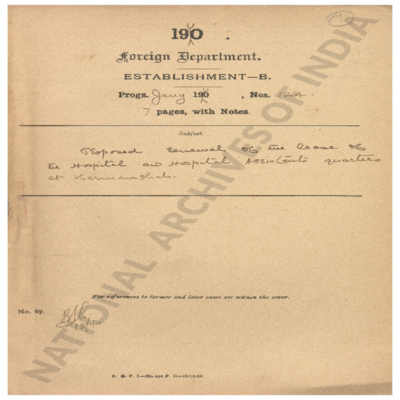 190
Foreign Department.
ESTABLISHMENT—B.
Progs. Jany 190 , Nos. 1-4.
7 pages, with Notes.
Subject.
Proposed renewal of the lease of
the Hospital and Hospital Assistant's quarters
at Kermanshah.
For references to former and later cases see within the cover.
No. 67.
NATIONAL ARCHIVES OF INDIA